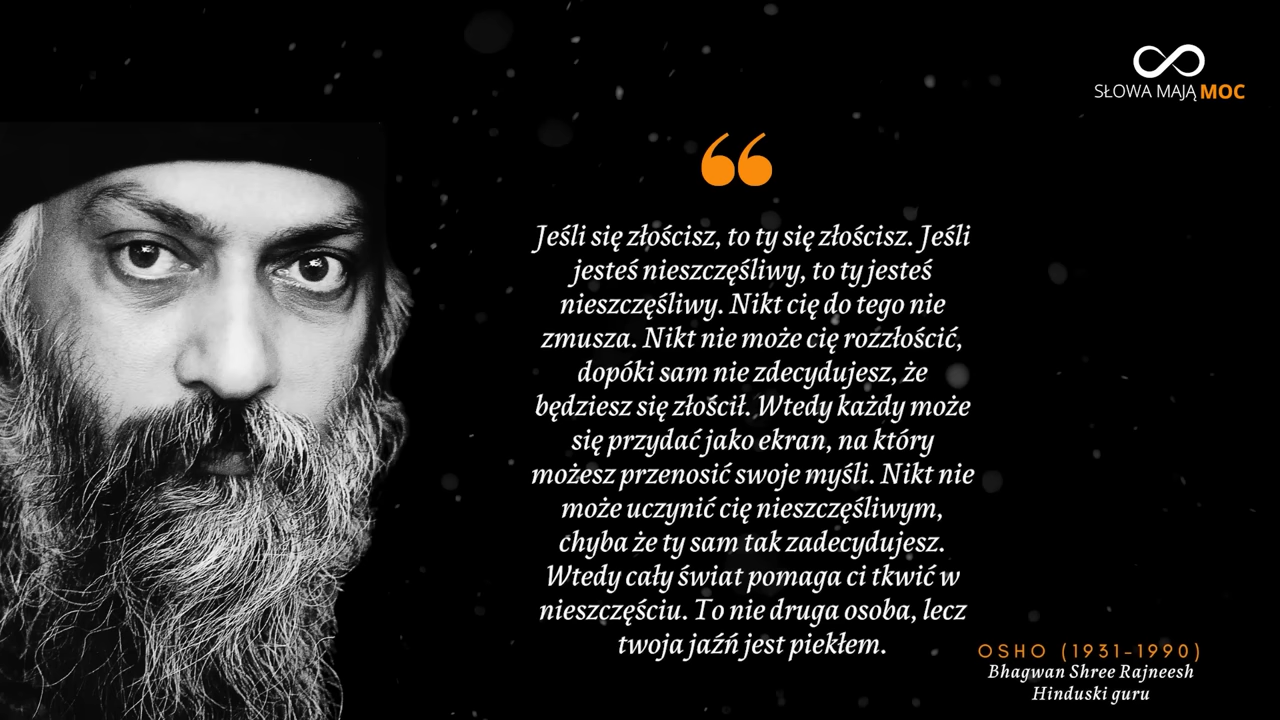 SŁOWA MAJĄ MOC
Jeśli się złościsz, to ty się złościsz. Jeśli
jesteś nieszczęśliwy, to ty jesteś
nieszczęśliwy. Nikt cię do tego nie
zmusza. Nikt nie może cię rozzłościć,
dopóki sam nie zdecydujesz, że
będziesz się złościł. Wtedy każdy może
się przydać jako ekran, na który
możesz przenosić swoje myśli. Nikt nie
może uczynić cię nieszczęśliwym,
chyba że ty sam tak zadecydujesz.
Wtedy cały świat pomaga ci tkwić w
nieszczęściu. To nie druga osoba, lecz
twoja jaźń jest piekłem.
OSHO (1931-1990)
Bhagwan Shree Rajneesh
Hinduski guru